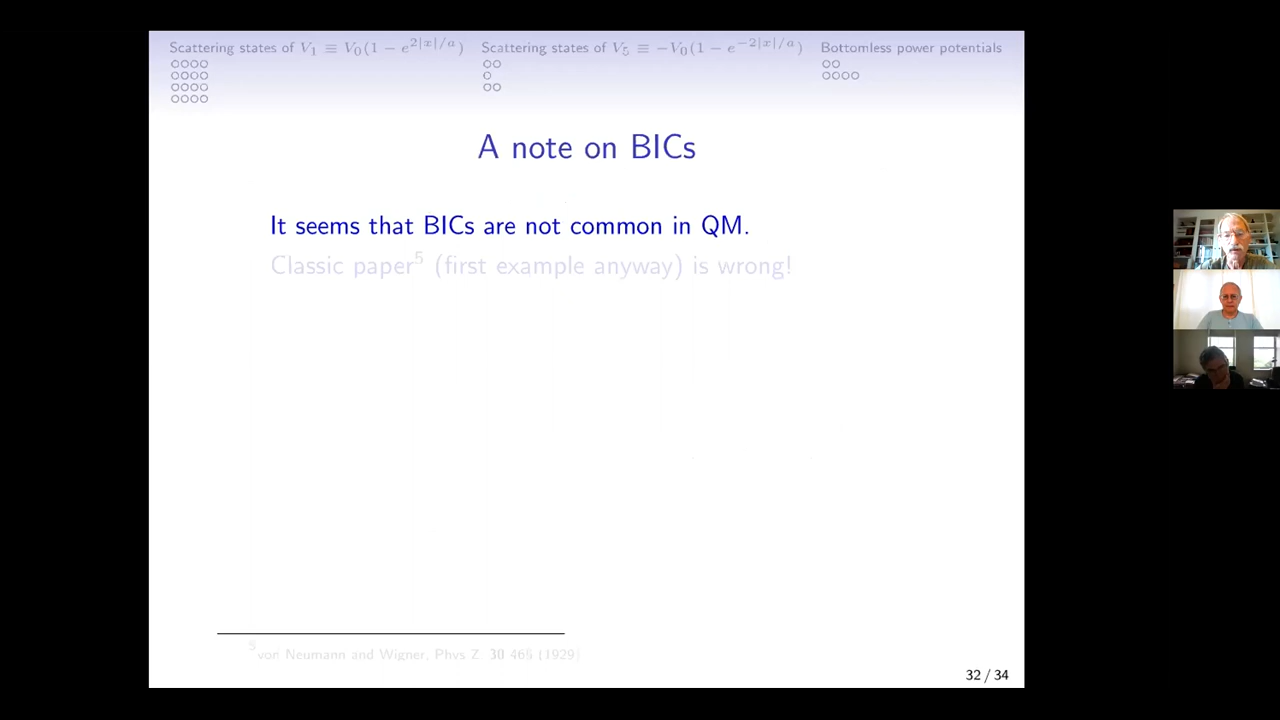 Scattering states of V₁ ≡ V₀(1 − e^{2|x|/a})
Scattering states of V₅ ≡ −V₀(1 − e^{−2|x|/a})
Bottomless power potentials
A note on BICs
It seems that BICs are not common in QM.
Classic paper⁵ (first example anyway) is wrong!
⁵von Neumann and Wigner, Phys Z 30 465 (1929)
32 / 34